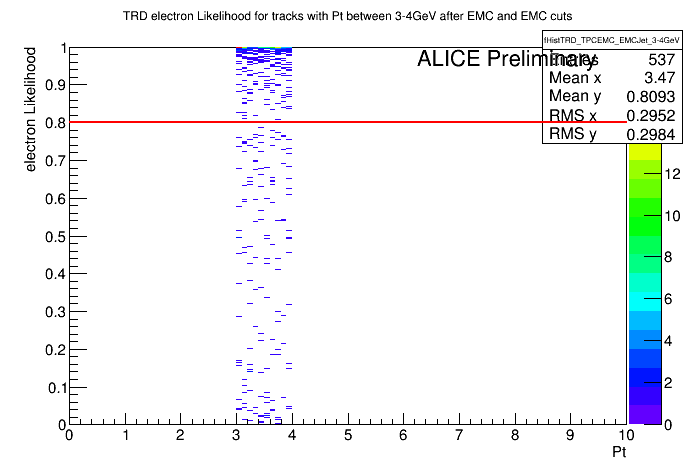 TRD electron Likelihood for tracks with Pt between 3-4GeV after EMC and EMC cuts
ALICE Preliminary
fHistTRD_TPCEMC_EMCJet_3-4GeV
Entries 537
Mean x 3.47
Mean y 0.8093
RMS x 0.2952
RMS y 0.2984
electron Likelihood
1
0.9
0.8
0.7
0.6
0.5
0.4
0.3
0.2
0.1
0
0 1 2 3 4 5 6 7 8 9 10
Pt
12
10
8
6
4
2
0